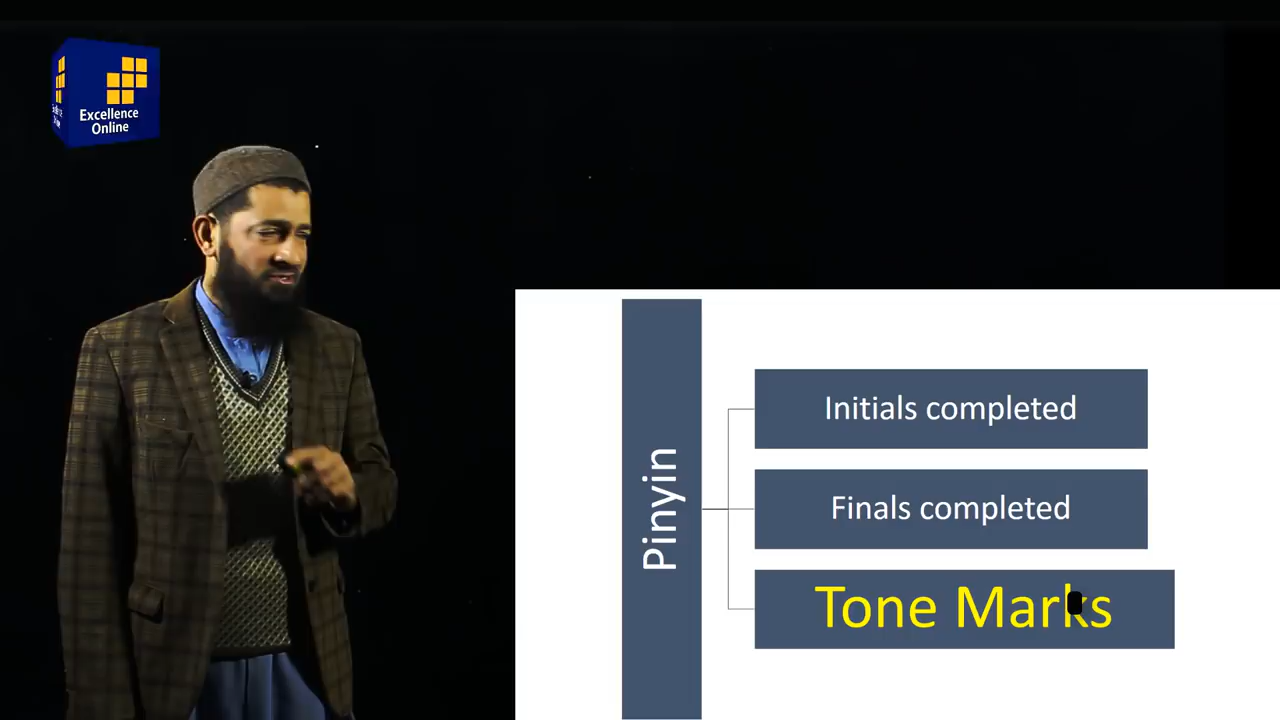 Excellence
Online
Pinyin
Initials completed
Finals completed
Tone Marks